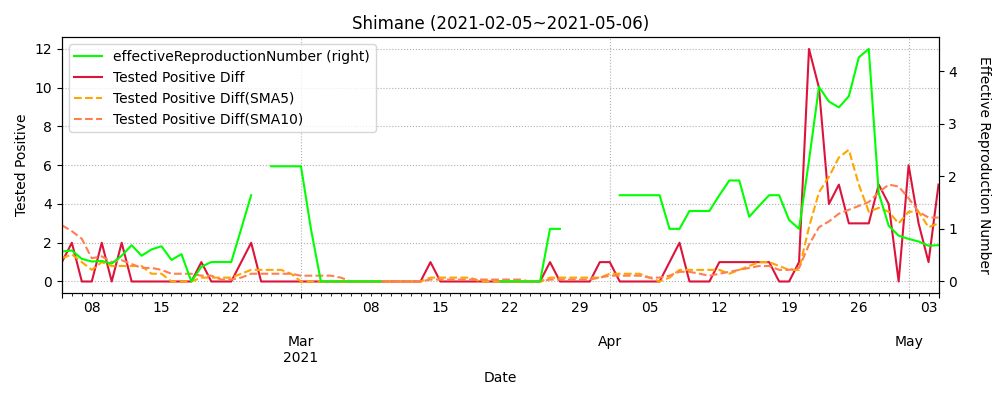 Shimane (2021-02-05~2021-05-06)
effectiveReproductionNumber (right)
Tested Positive Diff
Tested Positive Diff(SMA5)
Tested Positive Diff(SMA10)
Tested Positive
12
10
8
6
4
2
0
4
3
2
1
0
Effective Reproduction Number
08 15 22 08 15 22 29 05 12 19 26 03
Mar Apr May
2021
Date